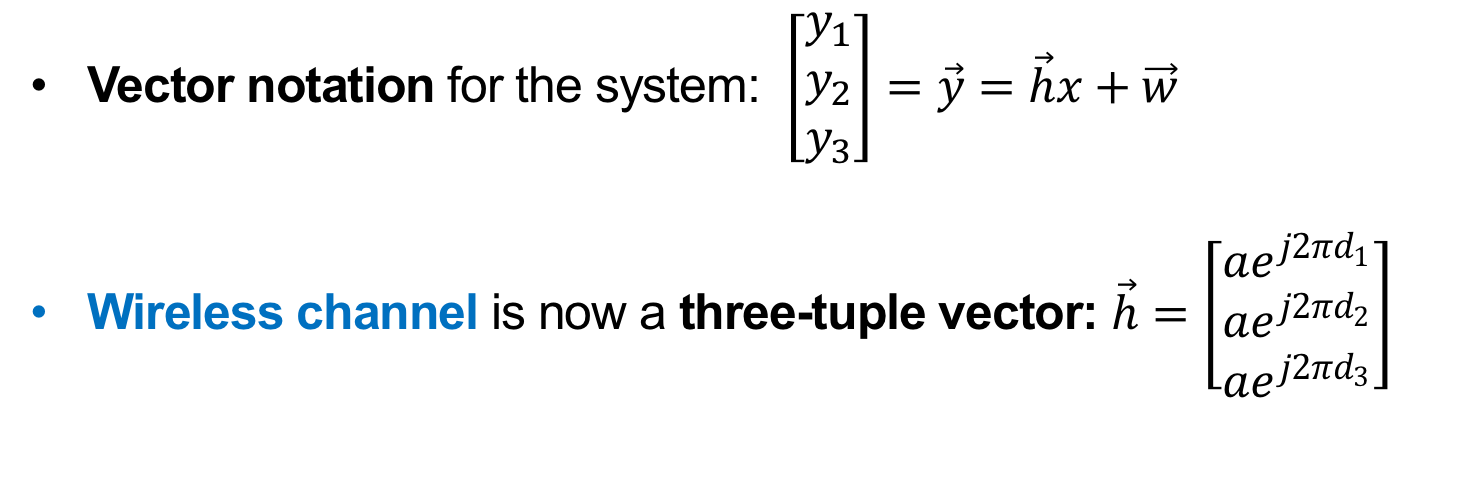 • Vector notation for the system: [y₁ y₂ y₃] = y⃗ = h⃗x + w⃗
• Wireless channel is now a three-tuple vector: h⃗ = [ae^{j2πd₁} ae^{j2πd₂} ae^{j2πd₃}]